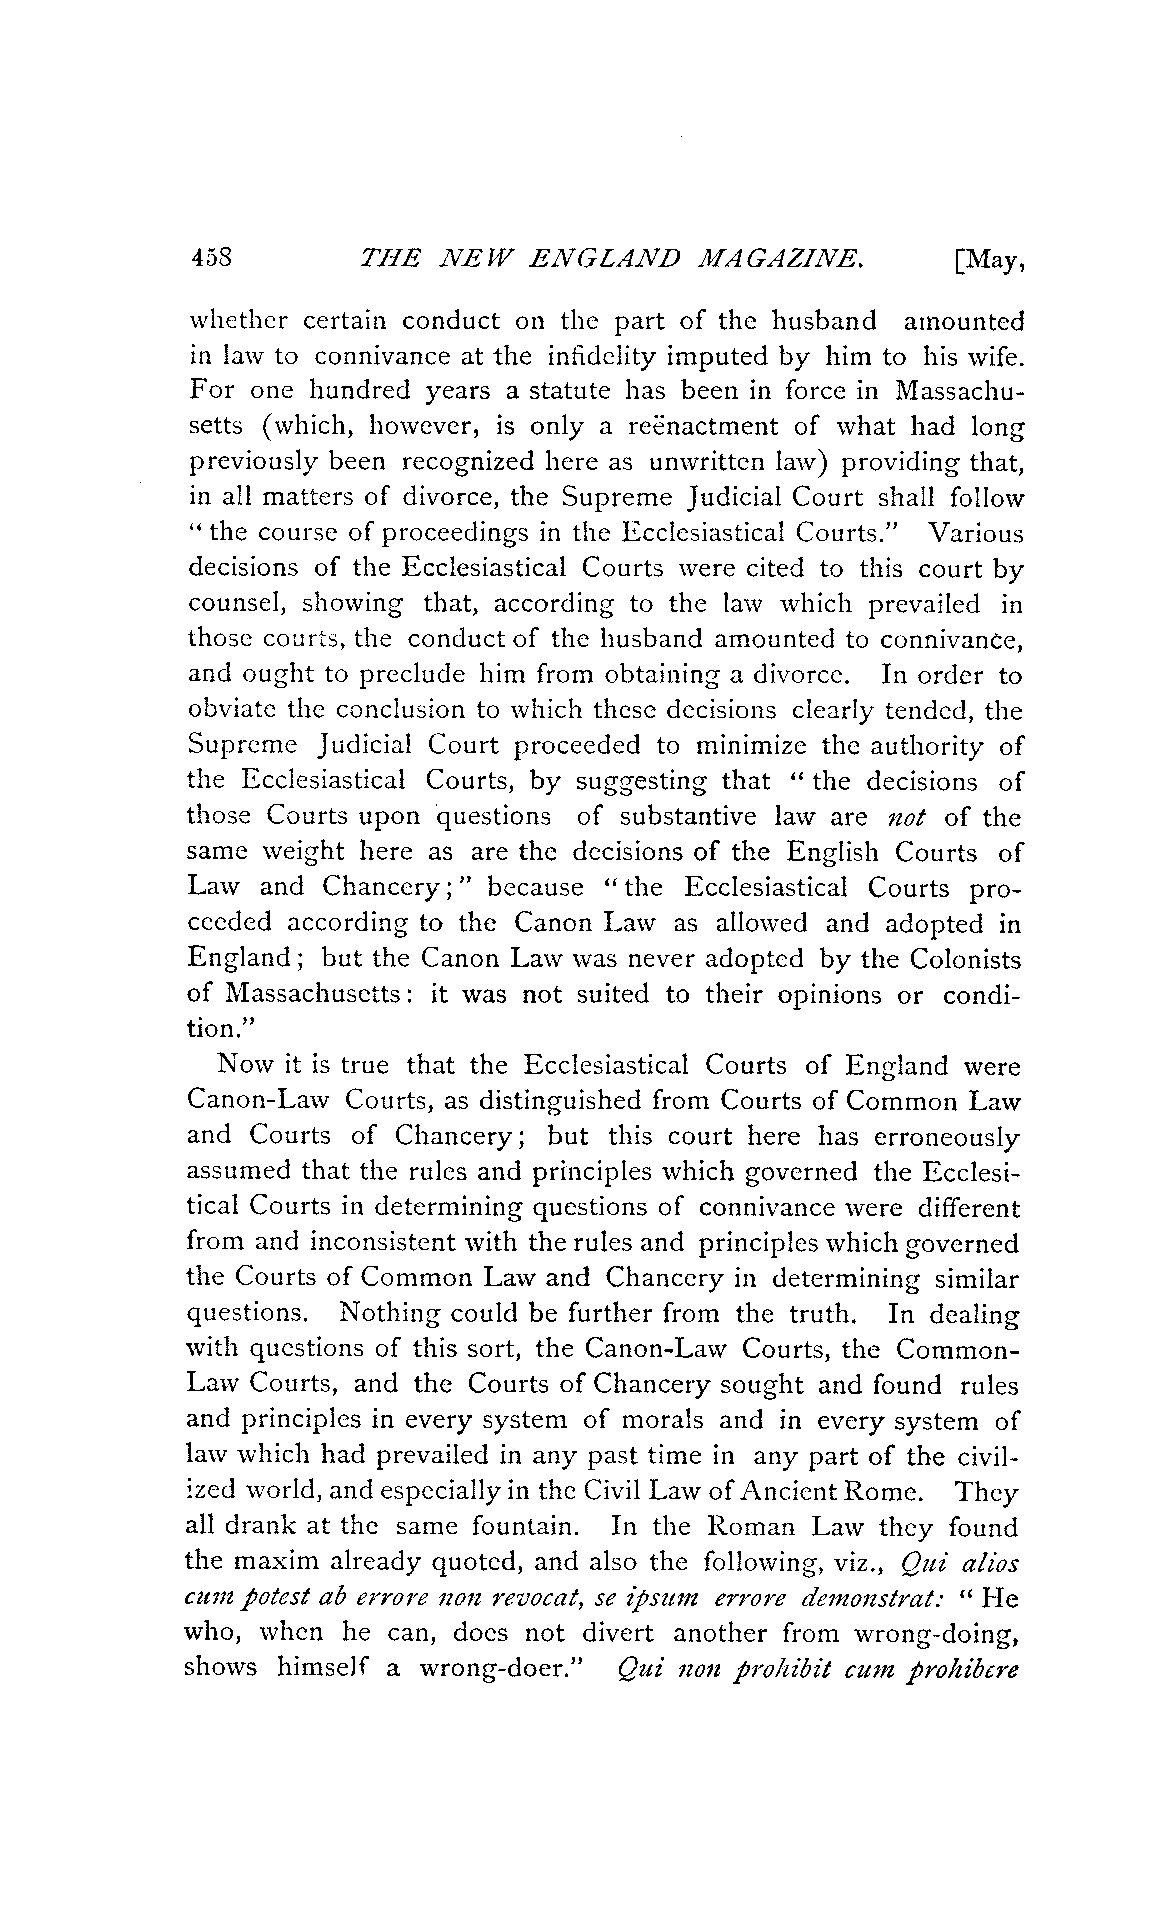 458 THE NEW ENGLAND MAGAZINE. [May,
whether certain conduct on the part of the husband amounted
in law to connivance at the infidelity imputed by him to his wife.
For one hundred years a statute has been in force in Massachu-
setts (which, however, is only a reënactment of what had long
previously been recognized here as unwritten law) providing that,
in all matters of divorce, the Supreme Judicial Court shall follow
“ the course of proceedings in the Ecclesiastical Courts.” Various
decisions of the Ecclesiastical Courts were cited to this court by
counsel, showing that, according to the law which prevailed in
those courts, the conduct of the husband amounted to connivance,
and ought to preclude him from obtaining a divorce. In order to
obviate the conclusion to which these decisions clearly tended, the
Supreme Judicial Court proceeded to minimize the authority of
the Ecclesiastical Courts, by suggesting that “ the decisions of
those Courts upon questions of substantive law are not of the
same weight here as are the decisions of the English Courts of
Law and Chancery ;” because “ the Ecclesiastical Courts pro-
ceeded according to the Canon Law as allowed and adopted in
England ; but the Canon Law was never adopted by the Colonists
of Massachusetts : it was not suited to their opinions or condi-
tion.”
Now it is true that the Ecclesiastical Courts of England were
Canon-Law Courts, as distinguished from Courts of Common Law
and Courts of Chancery ; but this court here has erroneously
assumed that the rules and principles which governed the Ecclesi-
tical Courts in determining questions of connivance were different
from and inconsistent with the rules and principles which governed
the Courts of Common Law and Chancery in determining similar
questions. Nothing could be further from the truth. In dealing
with questions of this sort, the Canon-Law Courts, the Common-
Law Courts, and the Courts of Chancery sought and found rules
and principles in every system of morals and in every system of
law which had prevailed in any past time in any part of the civil-
ized world, and especially in the Civil Law of Ancient Rome. They
all drank at the same fountain. In the Roman Law they found
the maxim already quoted, and also the following, viz., Qui alios
cum potest ab errore non revocat, se ipsum errore demonstrat: “ He
who, when he can, does not divert another from wrong-doing,
shows himself a wrong-doer.” Qui non prohibit cum prohibere